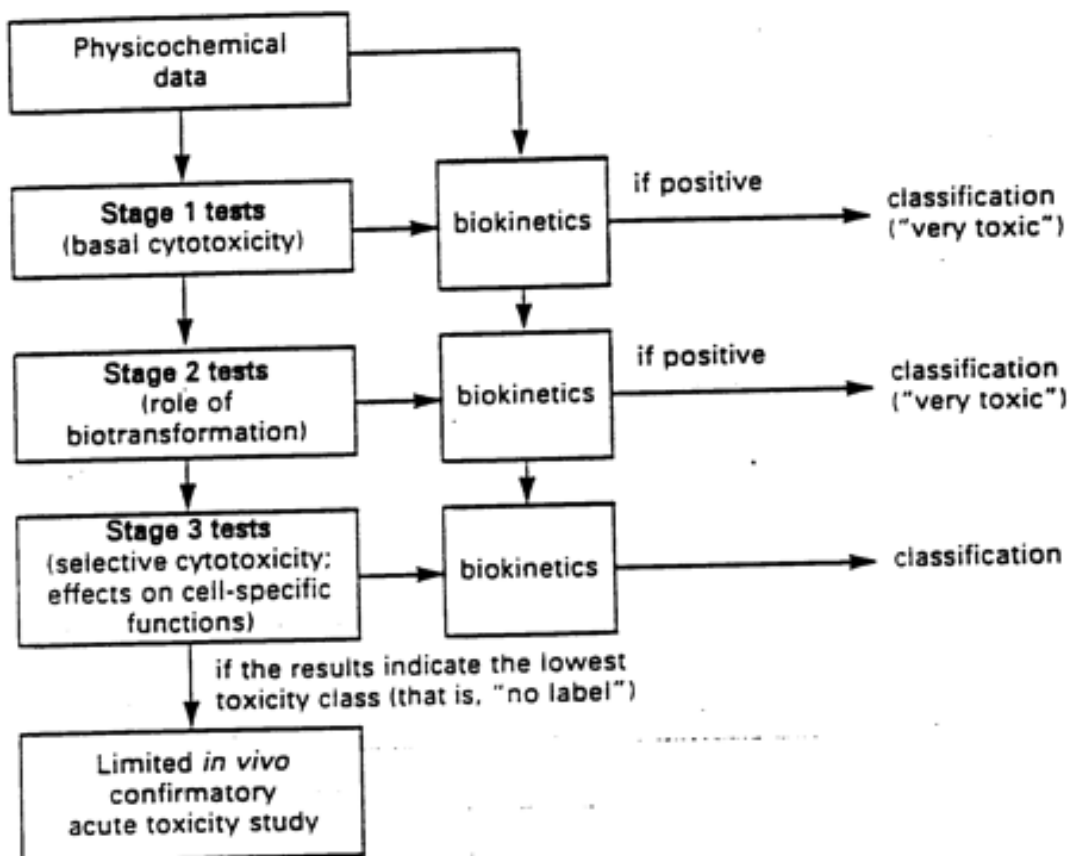 Physicochemical
data
Stage 1 tests
(basal cytotoxicity)
biokinetics
if positive
classification
("very toxic")
Stage 2 tests
(role of
biotransformation)
biokinetics
if positive
classification
("very toxic")
Stage 3 tests
(selective cytotoxicity;
effects on cell-specific
functions)
biokinetics
classification
if the results indicate the lowest
toxicity class (that is, "no label")
Limited in vivo
confirmatory
acute toxicity study